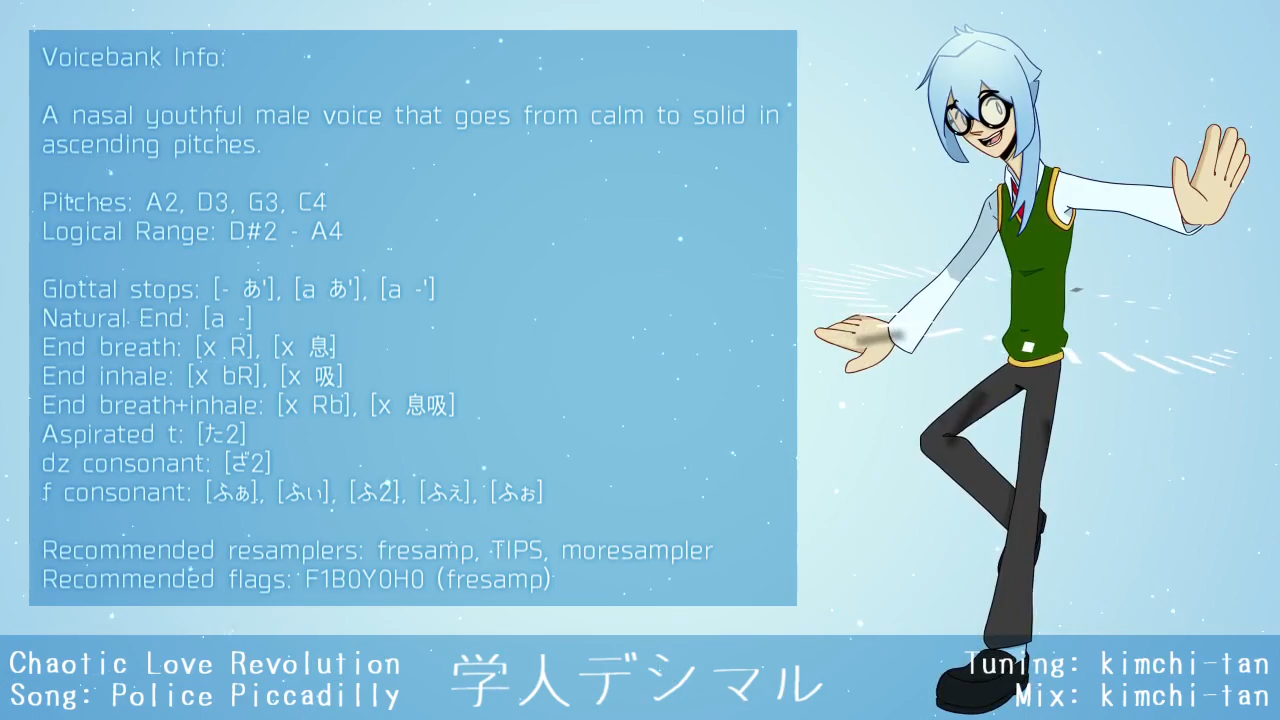 Voicebank Info:
A nasal youthful male voice that goes from calm to solid in
ascending pitches.
Pitches: A2, D3, G3, C4
Logical Range: D#2 - A4
Glottal stops: [- あ'], [a あ'], [a -']
Natural End: [a -]
End breath: [x R], [x 息]
End inhale: [x bR], [x 吸]
End breath+inhale: [x Rb], [x 息吸]
Aspirated t: [た2]
dz consonant: [ざ2]
f consonant: [ふぁ], [ふぃ], [ふ2], [ふぇ], [ふぉ]
Recommended resamplers: fresamp, TIPS, moresampler
Recommended flags: F1B0Y0H0 (fresamp)
Chaotic Love Revolution
Song: Police Piccadilly
学人デシマル
Tuning: kimchi-tan
Mix: kimchi-tan